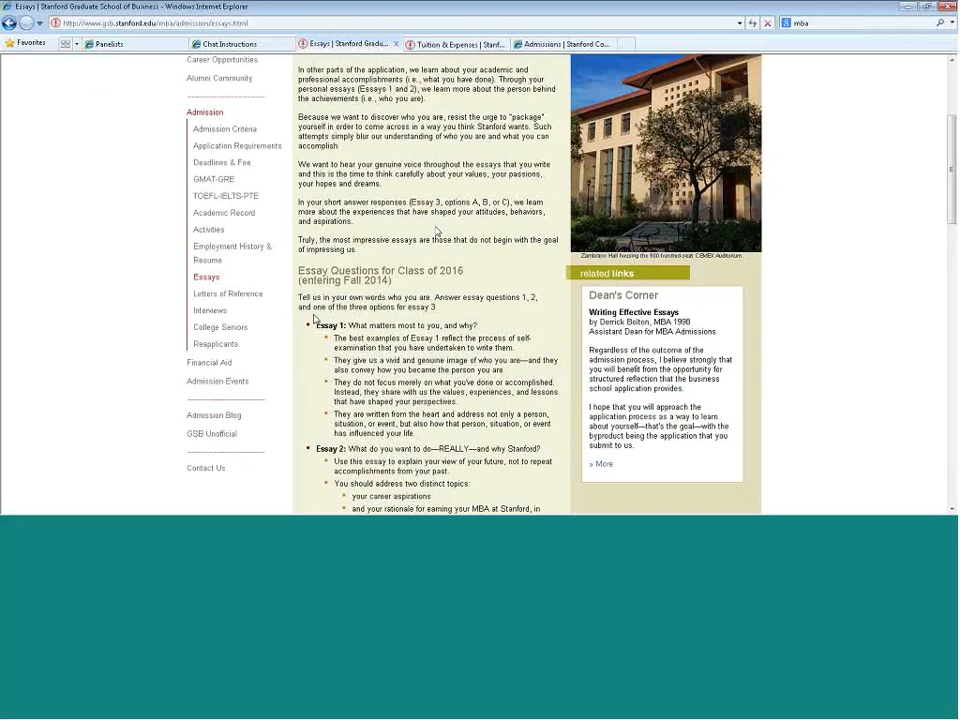 Essays | Stanford Graduate School of Business - Windows Internet Explorer
http://www.gsb.stanford.edu/mba/admission/essays.html
mba
Favorites
Panelists
Chat Instructions
Essays | Stanford Gradu...
Tuition & Expenses | Stanf...
Admissions | Stanford Co...
Career Opportunities
Alumni Community
Admission
Admission Criteria
Application Requirements
Deadlines & Fee
GMAT-GRE
TOEFL-IELTS-PTE
Academic Record
Activities
Employment History &
Resume
Essays
Letters of Reference
Interviews
College Seniors
Reapplicants
Financial Aid
Admission Events
Admission Blog
GSB Unofficial
Contact Us
In other parts of the application, we learn about your academic and
professional accomplishments (i.e., what you have done). Through your
personal essays (Essays 1 and 2), we learn more about the person behind
the achievements (i.e., who you are).
Because we want to discover who you are, resist the urge to "package"
yourself in order to come across in a way you think Stanford wants. Such
attempts simply blur our understanding of who you are and what you can
accomplish.
We want to hear your genuine voice throughout the essays that you write
and this is the time to think carefully about your values, your passions,
your hopes and dreams.
In your short answer responses (Essay 3, options A, B, or C), we learn
more about the experiences that have shaped your attitudes, behaviors,
and aspirations.
Truly, the most impressive essays are those that do not begin with the goal
of impressing us.
Essay Questions for Class of 2016
(entering Fall 2014)
Tell us in your own words who you are. Answer essay questions 1, 2,
and one of the three options for essay 3.
Essay 1: What matters most to you, and why?
The best examples of Essay 1 reflect the process of self-
examination that you have undertaken to write them.
They give us a vivid and genuine image of who you are—and they
also convey how you became the person you are.
They do not focus merely on what you've done or accomplished.
Instead, they share with us the values, experiences, and lessons
that have shaped your perspectives.
They are written from the heart and address not only a person,
situation, or event, but also how that person, situation, or event
has influenced your life.
Essay 2: What do you want to do—REALLY—and why Stanford?
Use this essay to explain your view of your future, not to repeat
accomplishments from your past.
You should address two distinct topics:
your career aspirations
and your rationale for earning your MBA at Stanford, in
Zambrano Hall housing the 600 hundred-seat CEMEX Auditorium.
related links
Dean's Corner
Writing Effective Essays
by Derrick Bolton, MBA 1998
Assistant Dean for MBA Admissions
Regardless of the outcome of the
admission process, I believe strongly that
you will benefit from the opportunity for
structured reflection that the business
school application provides.
I hope that you will approach the
application process as a way to learn
about yourself—that's the goal—with the
byproduct being the application that you
submit to us.
» More